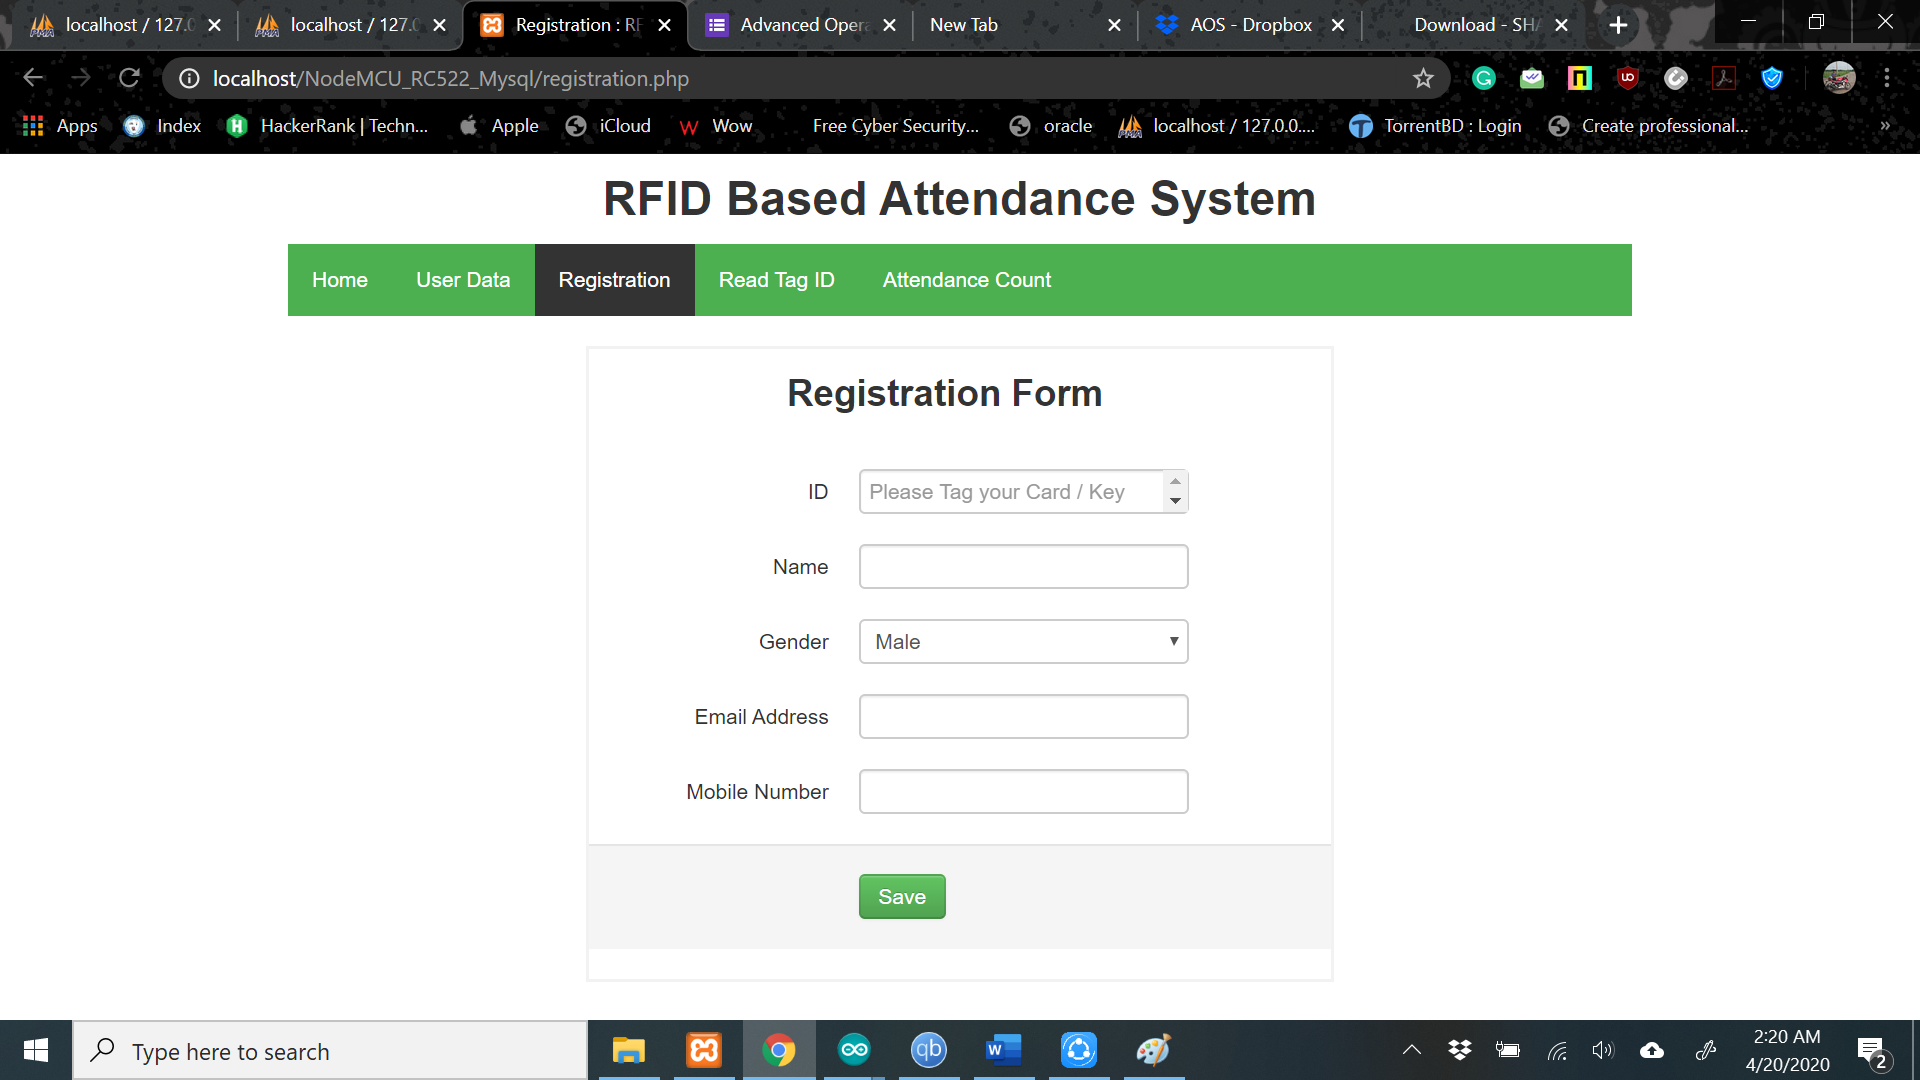 localhost / 127.0
localhost / 127.0
Registration : RF
Advanced Opera
New Tab
AOS - Dropbox
Download - SHA
localhost/NodeMCU_RC522_Mysql/registration.php
Apps
Index
HackerRank | Techn...
Apple
iCloud
Wow
Free Cyber Security...
oracle
localhost / 127.0.0....
TorrentBD : Login
Create professional...
»
RFID Based Attendance System
Home
User Data
Registration
Read Tag ID
Attendance Count
Registration Form
ID
Please Tag your Card / Key
Name
Gender
Male
Email Address
Mobile Number
Save
Type here to search
2:20 AM
4/20/2020
2